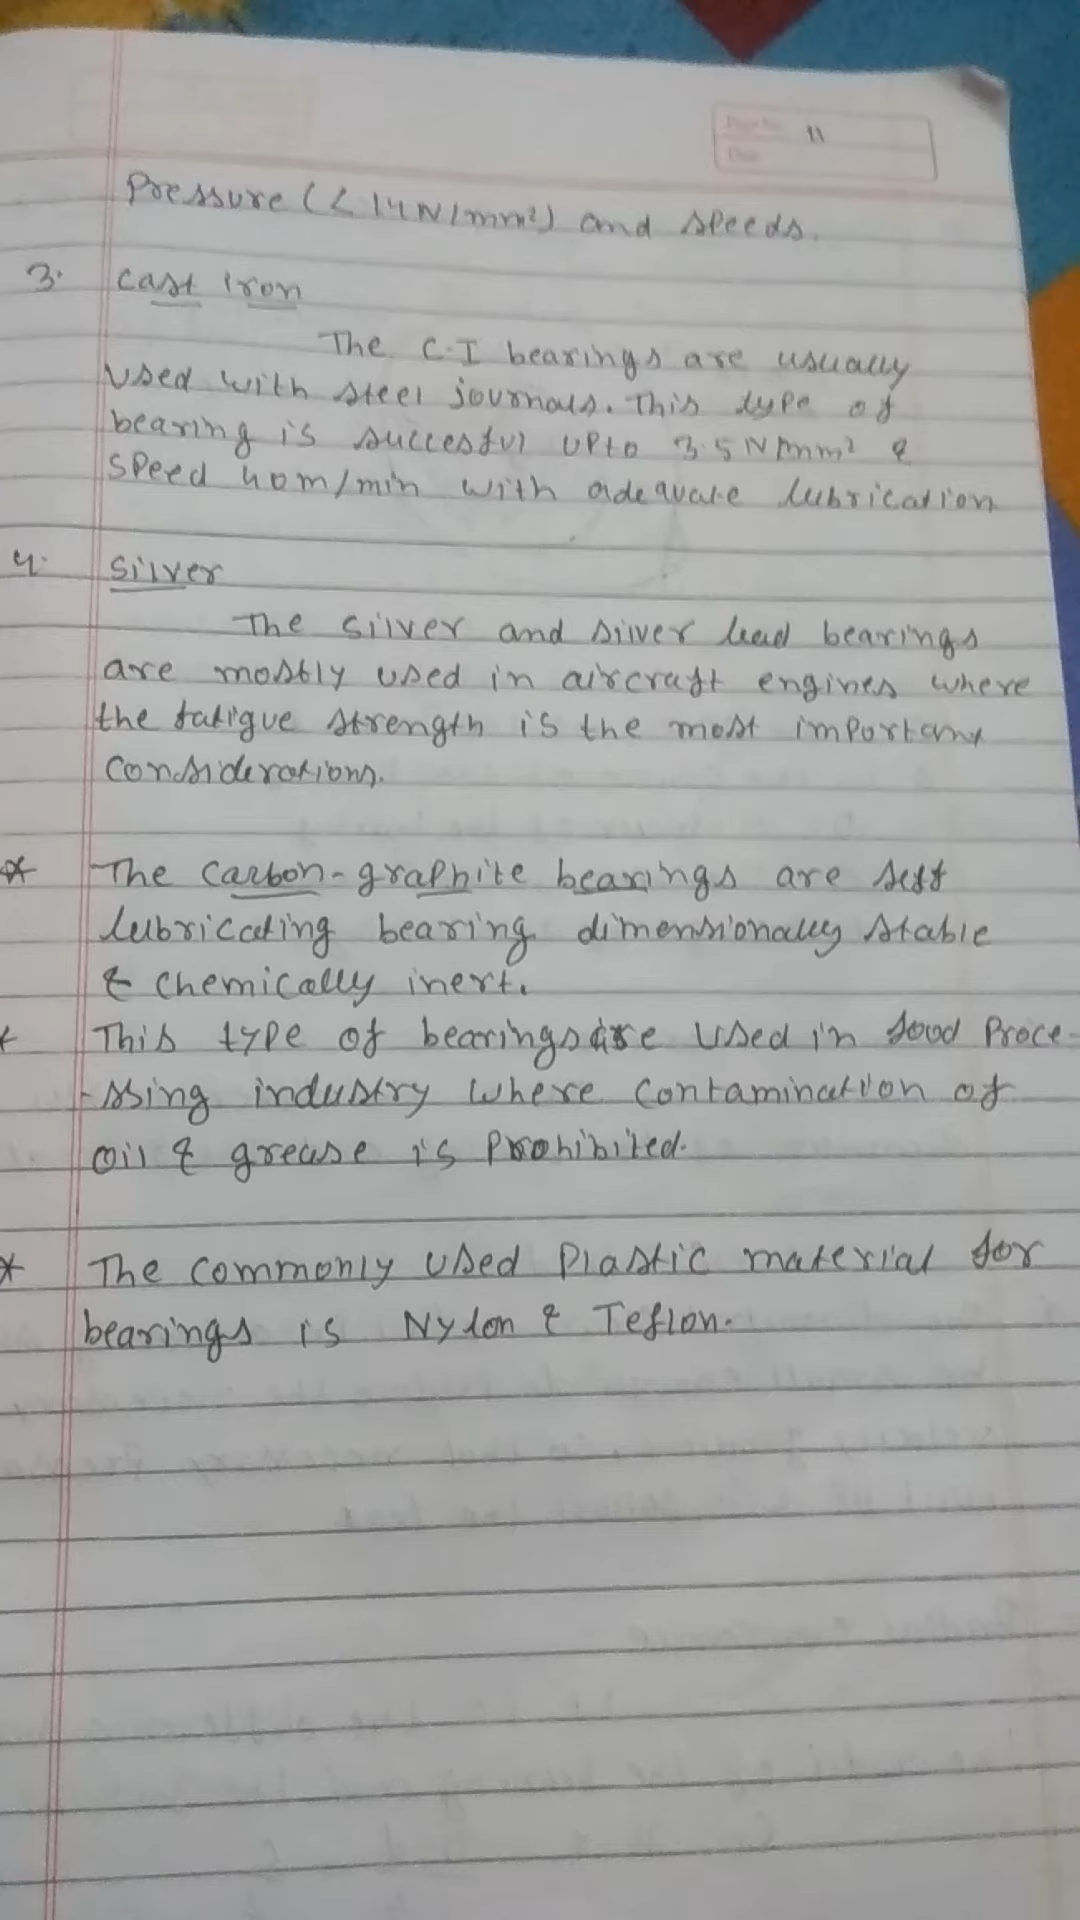 Page No. 11
Pressure (< 14 N/mm²) and speeds.
3. Cast Iron
The C.I bearings are usually
used with steel journals. This type of
bearing is succesful upto 3.5 N/mm² &
speed 40 m/min with adequate lubrication
4. Silver
The silver and silver lead bearings
are mostly used in aircraft engines where
the fatigue strength is the most important
considerations.
* The carbon-graphite bearings are self
lubricating bearing dimensionally stable
& chemically inert.
* This type of bearings are used in food proce-
-ssing industry where contamination of
oil & grease is prohibited.
* The commonly used plastic material for
bearings is Nylon & Teflon.